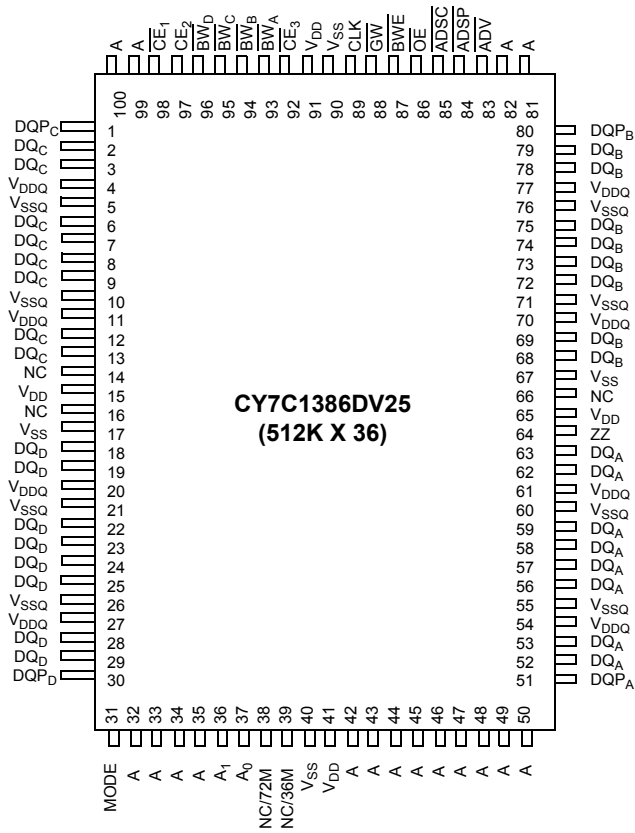 A A CE1 CE2 BWD BWC BWB BWA CE3 VDD VSS CLK GW BWE OE ADSC ADSP ADV A A
100 99 98 97 96 95 94 93 92 91 90 89 88 87 86 85 84 83 82 81
DQPC 1 80 DQPB
DQC 2 79 DQB
DQC 3 78 DQB
VDDQ 4 77 VDDQ
VSSQ 5 76 VSSQ
DQC 6 75 DQB
DQC 7 74 DQB
DQC 8 73 DQB
DQC 9 72 DQB
VSSQ 10 71 VSSQ
VDDQ 11 70 VDDQ
DQC 12 69 DQB
DQC 13 68 DQB
NC 14 67 VSS
VDD 15 66 NC
NC 16 65 VDD
VSS 17 64 ZZ
DQD 18 63 DQA
DQD 19 62 DQA
VDDQ 20 61 VDDQ
VSSQ 21 60 VSSQ
DQD 22 59 DQA
DQD 23 58 DQA
DQD 24 57 DQA
DQD 25 56 DQA
VSSQ 26 55 VSSQ
VDDQ 27 54 VDDQ
DQD 28 53 DQA
DQD 29 52 DQA
DQPD 30 51 DQPA
CY7C1386DV25
(512K X 36)
31 32 33 34 35 36 37 38 39 40 41 42 43 44 45 46 47 48 49 50
MODE A A A A A1 A0 NC/72M NC/36M VSS VDD A A A A A A A A A